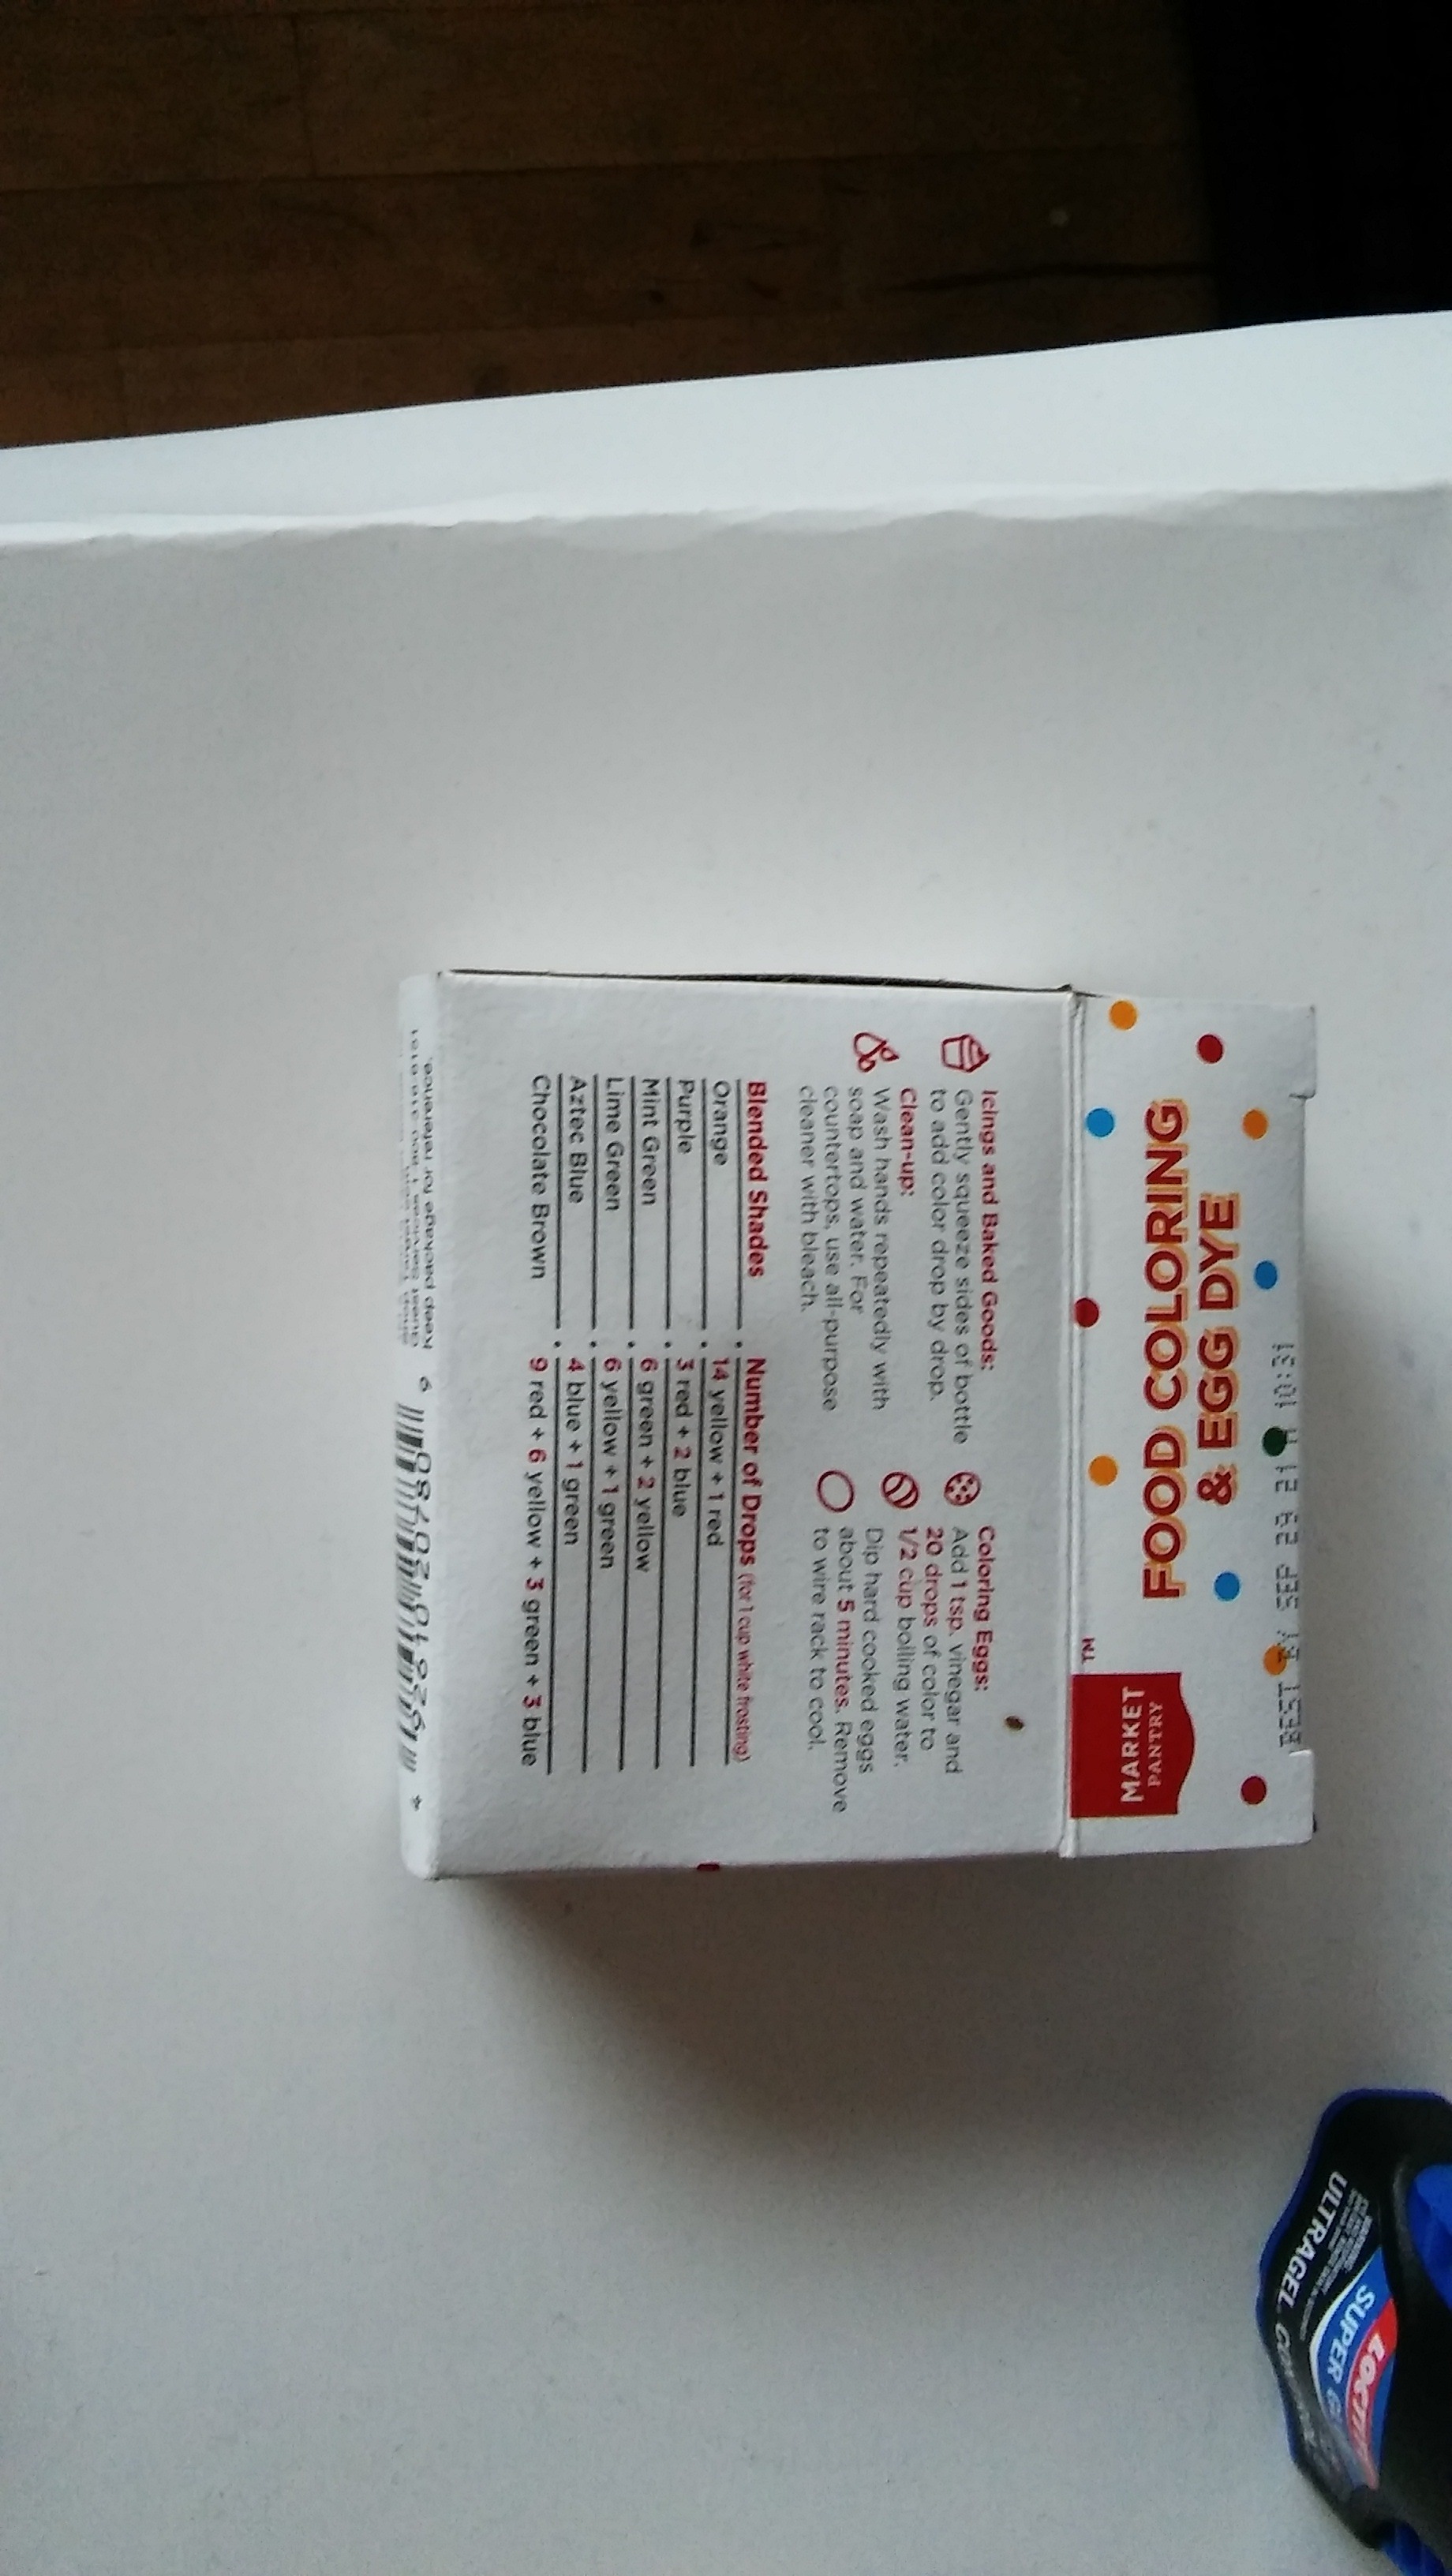 FOOD COLORING
& EGG DYE
MARKET
PANTRY
BEST BY SEP 29 21 10:31
Icings and Baked Goods:
Gently squeeze sides of bottle
to add color drop by drop.
Clean-up:
Wash hands repeatedly with
soap and water. For
countertops, use all-purpose
cleaner with bleach.
Coloring Eggs:
Add 1 tsp. vinegar and
20 drops of color to
1/2 cup boiling water.
Dip hard cooked eggs
about 5 minutes. Remove
to wire rack to cool.
Blended Shades Number of Drops (for 1 cup white frosting)
Orange 14 yellow + 1 red
Purple 3 red + 2 blue
Mint Green 6 green + 2 yellow
Lime Green 6 yellow + 1 green
Aztec Blue 4 blue + 1 green
Chocolate Brown 9 red + 6 yellow + 3 green + 3 blue
Keep package for reference.
LOCTITE
SUPER
ULTRAGEL